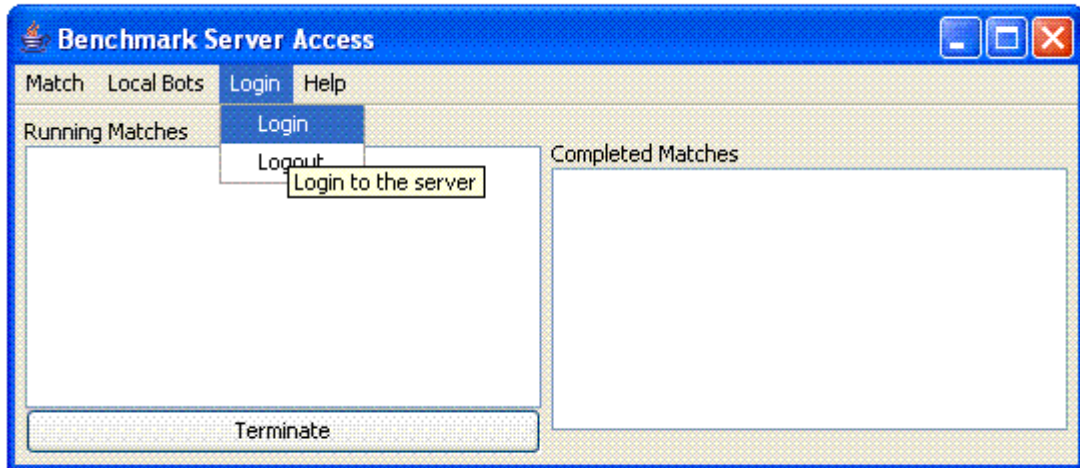 Benchmark Server Access
Match Local Bots Login Help
Running Matches
Login
Logout
Login to the server
Completed Matches
Terminate